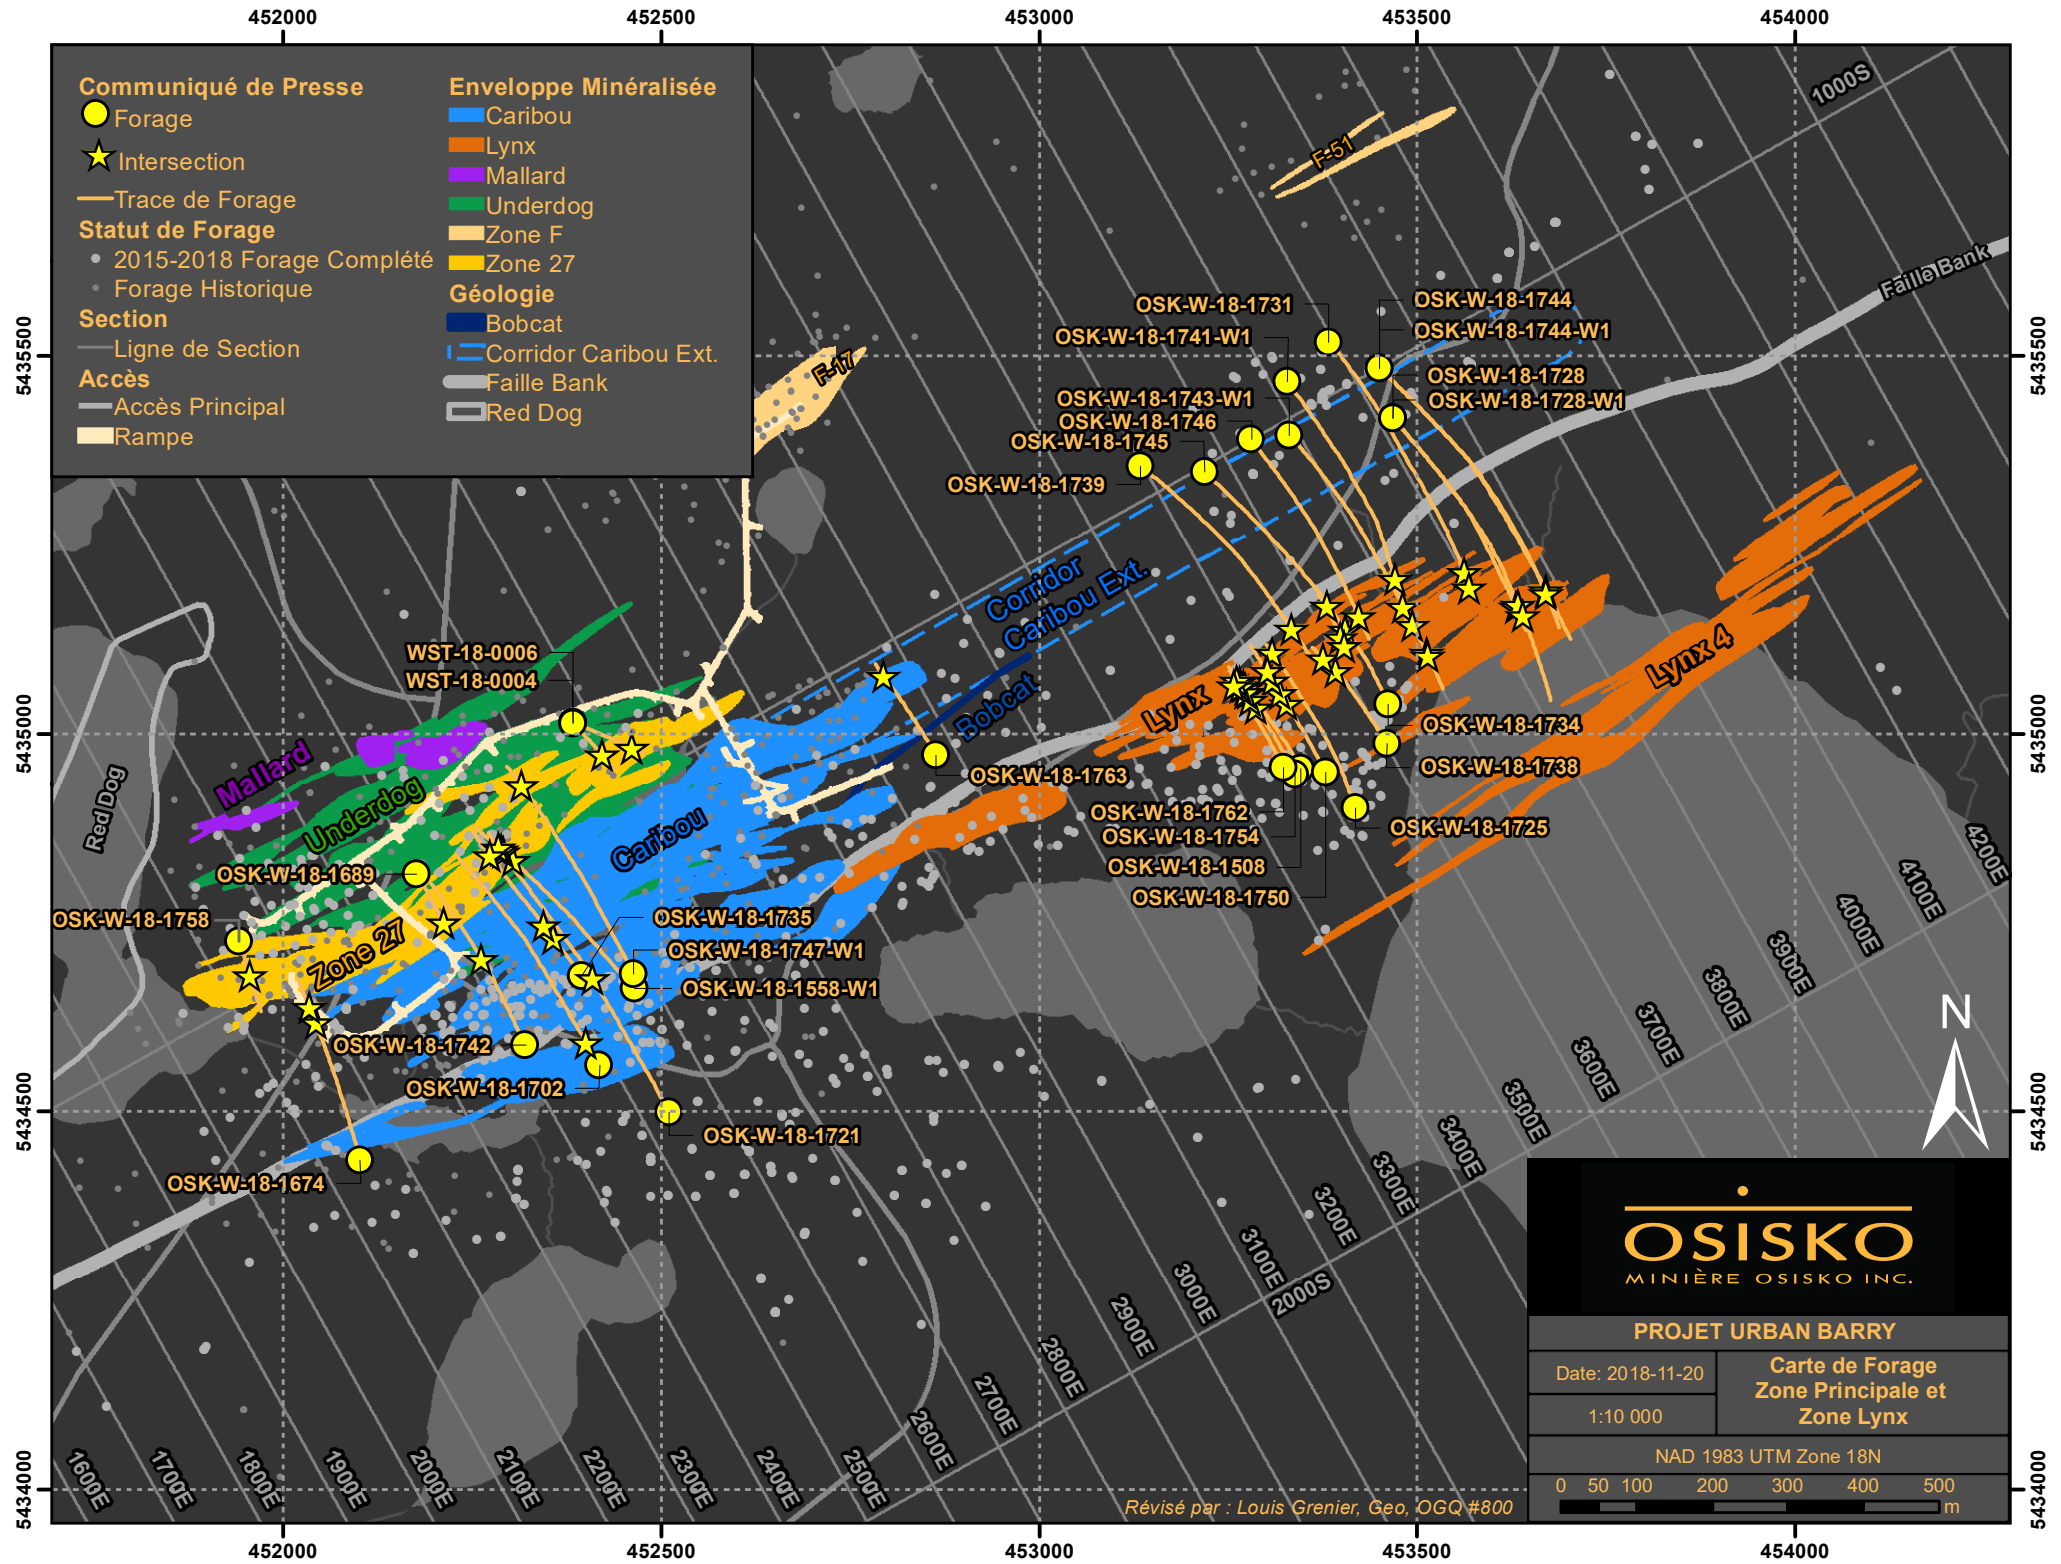 452000
452500
453000
453500
454000
Communiqué de Presse
Forage
Intersection
Trace de Forage
Statut de Forage
2015-2018 Forage Complété
Forage Historique
Section
Ligne de Section
Accès
Accès Principal
Rampe
Enveloppe Minéralisée
Caribou
Lynx
Mallard
Underdog
Zone F
Zone 27
Géologie
Bobcat
Corridor Caribou Ext.
Faille Bank
Red Dog
1000S
F-51
Faille Bank
F-17
5435500
5435500
OSK-W-18-1731
OSK-W-18-1744
OSK-W-18-1741-W1
OSK-W-18-1744-W1
OSK-W-18-1728
OSK-W-18-1743-W1
OSK-W-18-1728-W1
OSK-W-18-1746
OSK-W-18-1745
OSK-W-18-1739
Corridor
Caribou Ext.
WST-18-0006
WST-18-0004
Lynx 4
Lynx
Bobcat
5435000
5435000
OSK-W-18-1734
OSK-W-18-1738
OSK-W-18-1763
Mallard
Red Dog
Underdog
Caribou
OSK-W-18-1762
OSK-W-18-1754
OSK-W-18-1725
OSK-W-18-1508
OSK-W-18-1750
OSK-W-18-1689
OSK-W-18-1758
OSK-W-18-1735
Zone 27
OSK-W-18-1747-W1
OSK-W-18-1558-W1
OSK-W-18-1742
OSK-W-18-1702
5434500
5434500
OSK-W-18-1721
OSK-W-18-1674
4200E
4100E
4000E
3900E
3800E
3700E
3600E
3500E
3400E
3300E
3200E
3100E
3000E
2000S
2900E
2800E
2700E
2600E
2500E
2400E
2300E
2200E
2100E
2000E
1900E
1800E
1700E
1600E
N
OSISKO
MINIÈRE OSISKO INC.
PROJET URBAN BARRY
Date: 2018-11-20
1:10 000
Carte de Forage
Zone Principale et
Zone Lynx
NAD 1983 UTM Zone 18N
0 50 100 200 300 400 500
m
Révisé par : Louis Grenier, Geo, OGQ #800
5434000
5434000
452000
452500
453000
453500
454000